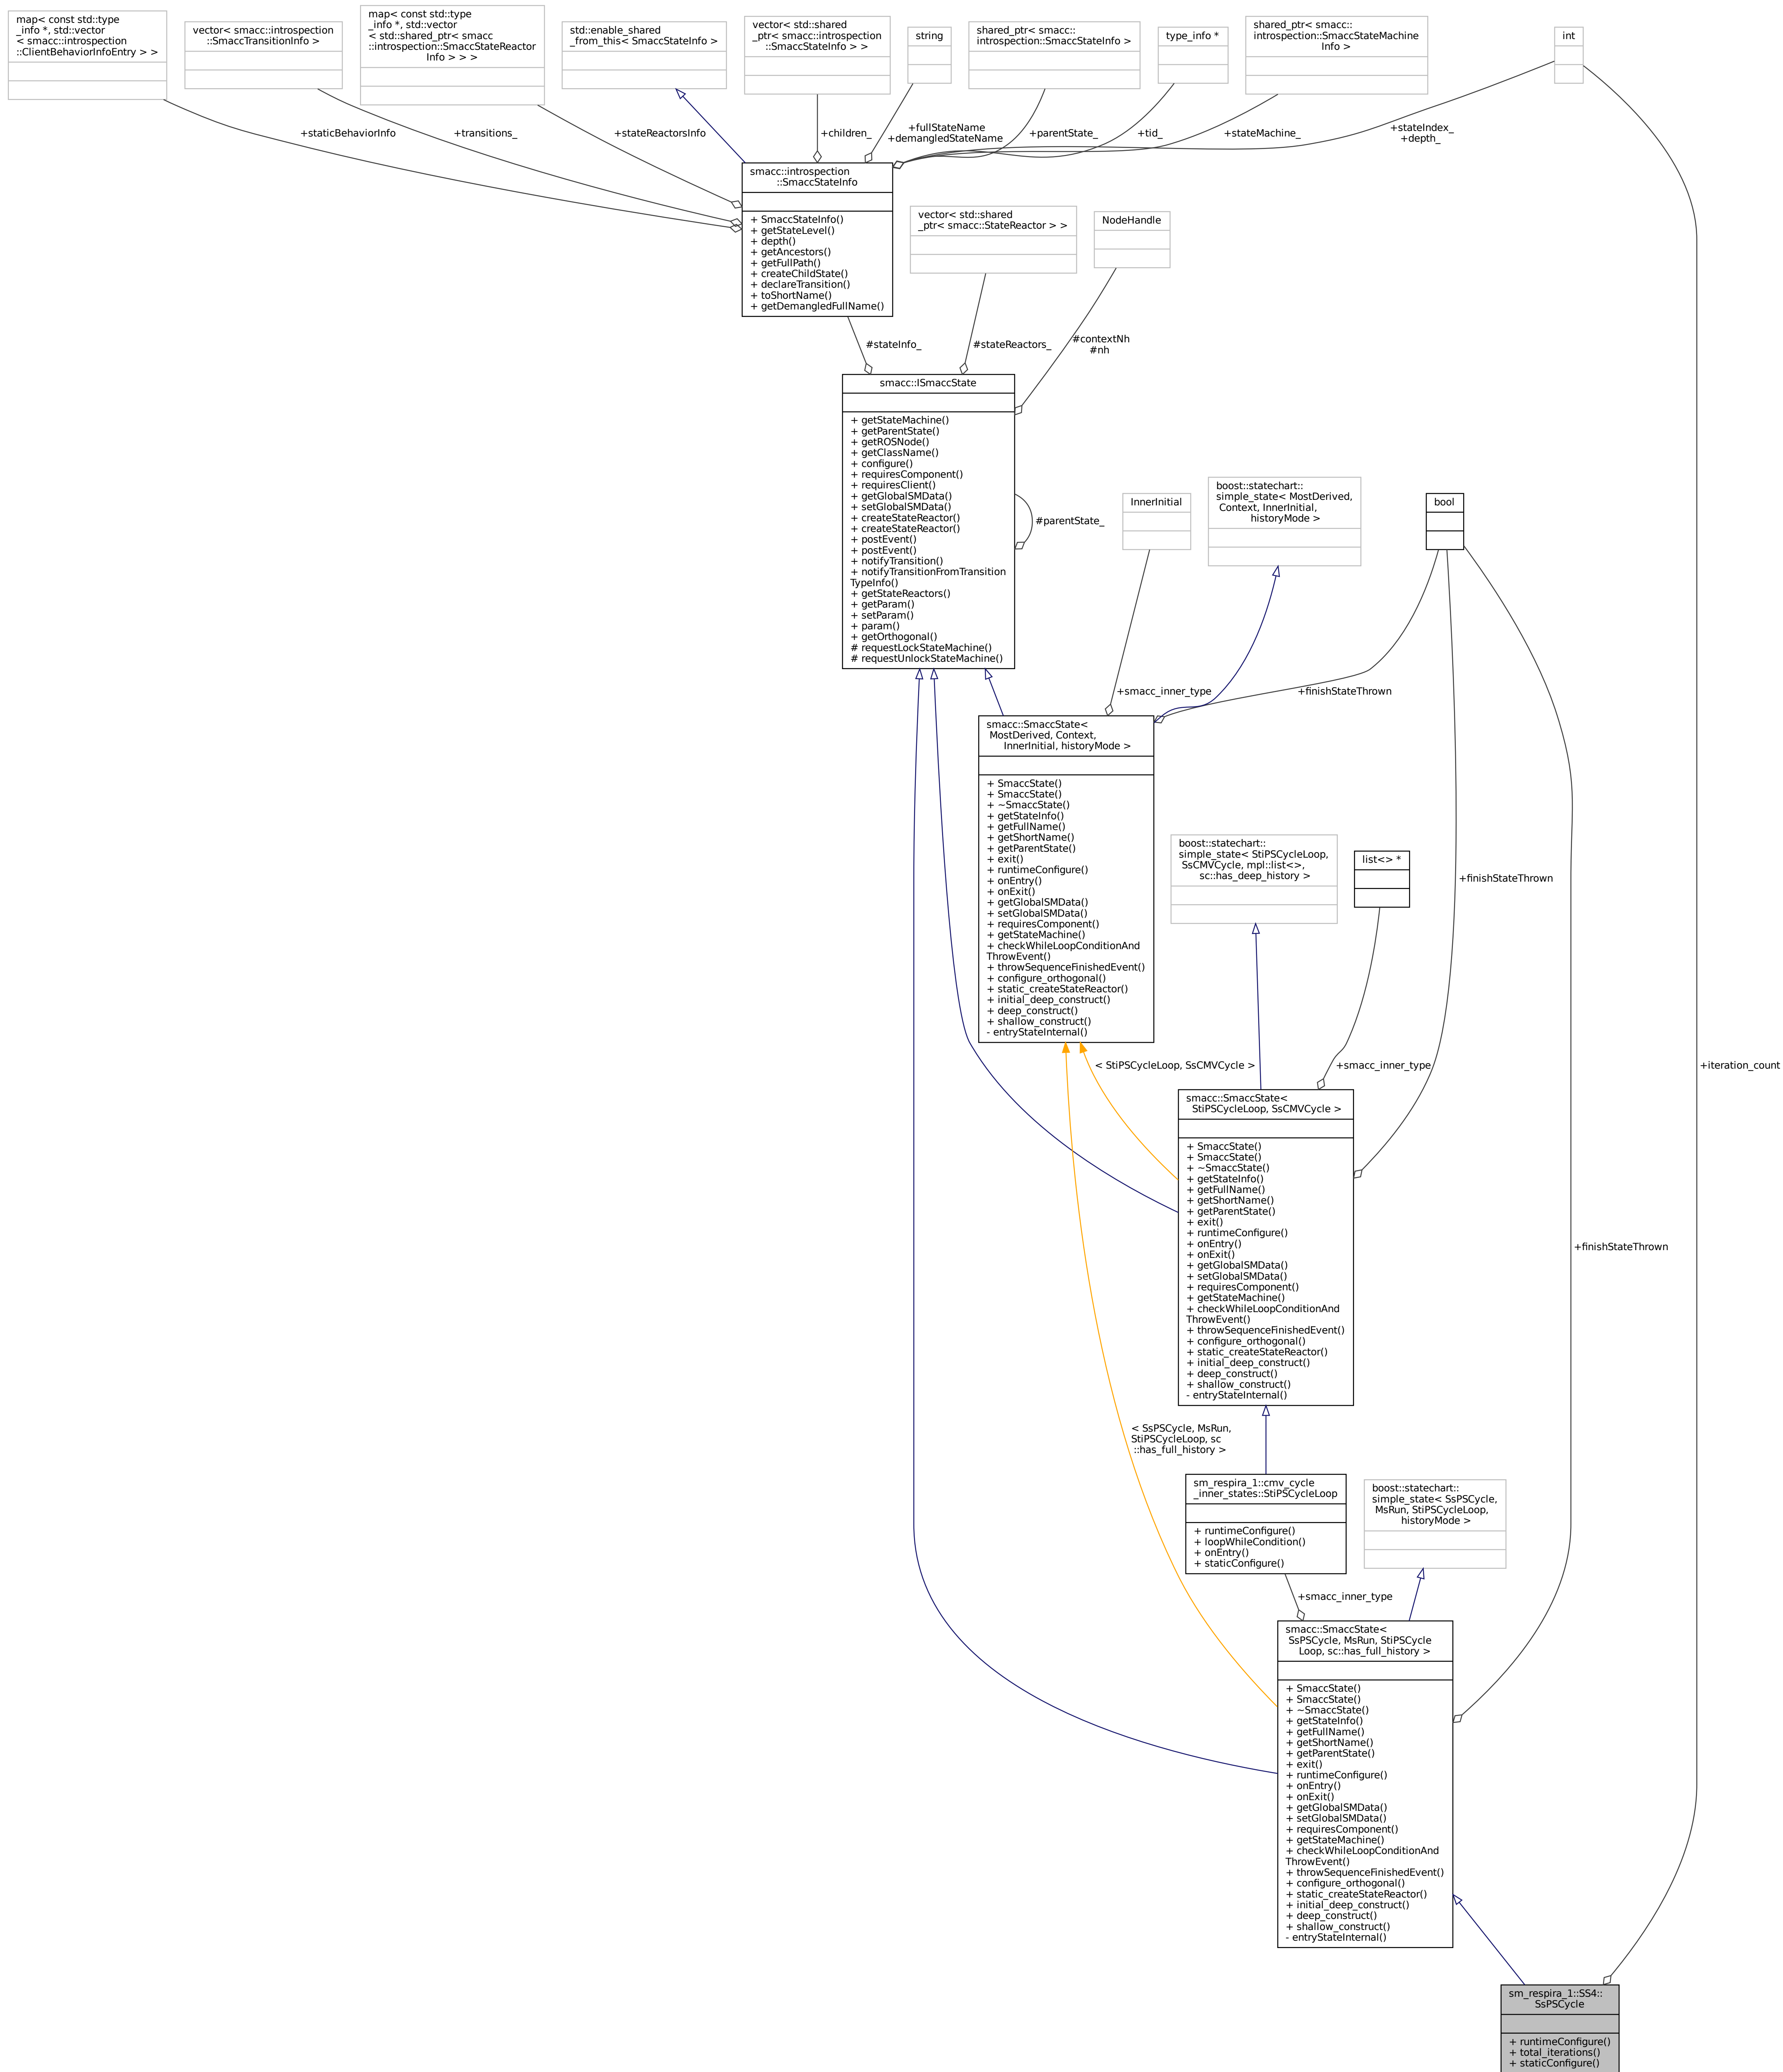 map< const std::type
_info *, std::vector
< smacc::introspection
::ClientBehaviorInfoEntry > >
vector< smacc::introspection
::SmaccTransitionInfo >
map< const std::type
_info *, std::vector
< std::shared_ptr< smacc
::introspection::SmaccStateReactor
Info > > >
std::enable_shared
_from_this< SmaccStateInfo >
vector< std::shared
_ptr< smacc::introspection
::SmaccStateInfo > >
string
shared_ptr< smacc::
introspection::SmaccStateInfo >
type_info *
shared_ptr< smacc::
introspection::SmaccStateMachine
Info >
int
+staticBehaviorInfo
+transitions_
+stateReactorsInfo
+children_
+fullStateName
+demangledStateName
+parentState_
+tid_
+stateMachine_
+stateIndex_
+depth_
smacc::introspection
::SmaccStateInfo
+ SmaccStateInfo()
+ getStateLevel()
+ depth()
+ getAncestors()
+ getFullPath()
+ createChildState()
+ declareTransition()
+ toShortName()
+ getDemangledFullName()
vector< std::shared
_ptr< smacc::StateReactor > >
NodeHandle
#stateInfo_
#stateReactors_
#contextNh
#nh
smacc::ISmaccState
+ getStateMachine()
+ getParentState()
+ getROSNode()
+ getClassName()
+ configure()
+ requiresComponent()
+ requiresClient()
+ getGlobalSMData()
+ setGlobalSMData()
+ createStateReactor()
+ createStateReactor()
+ postEvent()
+ postEvent()
+ notifyTransition()
+ notifyTransitionFromTransition
TypeInfo()
+ getStateReactors()
+ getParam()
+ setParam()
+ param()
+ getOrthogonal()
# requestLockStateMachine()
# requestUnlockStateMachine()
#parentState_
InnerInitial
boost::statechart::
simple_state< MostDerived,
Context, InnerInitial,
historyMode >
bool
+smacc_inner_type
+finishStateThrown
smacc::SmaccState<
MostDerived, Context,
InnerInitial, historyMode >
+ SmaccState()
+ SmaccState()
+ ~SmaccState()
+ getStateInfo()
+ getFullName()
+ getShortName()
+ getParentState()
+ exit()
+ runtimeConfigure()
+ onEntry()
+ onExit()
+ getGlobalSMData()
+ setGlobalSMData()
+ requiresComponent()
+ getStateMachine()
+ checkWhileLoopConditionAnd
ThrowEvent()
+ throwSequenceFinishedEvent()
+ configure_orthogonal()
+ static_createStateReactor()
+ initial_deep_construct()
+ deep_construct()
+ shallow_construct()
- entryStateInternal()
boost::statechart::
simple_state< StiPSCycleLoop,
SsCMVCycle, mpl::list<>,
sc::has_deep_history >
list<> *
+finishStateThrown
< StiPSCycleLoop, SsCMVCycle >
+smacc_inner_type
+iteration_count
smacc::SmaccState<
StiPSCycleLoop, SsCMVCycle >
+ SmaccState()
+ SmaccState()
+ ~SmaccState()
+ getStateInfo()
+ getFullName()
+ getShortName()
+ getParentState()
+ exit()
+ runtimeConfigure()
+ onEntry()
+ onExit()
+ getGlobalSMData()
+ setGlobalSMData()
+ requiresComponent()
+ getStateMachine()
+ checkWhileLoopConditionAnd
ThrowEvent()
+ throwSequenceFinishedEvent()
+ configure_orthogonal()
+ static_createStateReactor()
+ initial_deep_construct()
+ deep_construct()
+ shallow_construct()
- entryStateInternal()
+finishStateThrown
< SsPSCycle, MsRun,
StiPSCycleLoop, sc
::has_full_history >
sm_respira_1::cmv_cycle
_inner_states::StiPSCycleLoop
+ runtimeConfigure()
+ loopWhileCondition()
+ onEntry()
+ staticConfigure()
boost::statechart::
simple_state< SsPSCycle,
MsRun, StiPSCycleLoop,
historyMode >
+smacc_inner_type
smacc::SmaccState<
SsPSCycle, MsRun, StiPSCycle
Loop, sc::has_full_history >
+ SmaccState()
+ SmaccState()
+ ~SmaccState()
+ getStateInfo()
+ getFullName()
+ getShortName()
+ getParentState()
+ exit()
+ runtimeConfigure()
+ onEntry()
+ onExit()
+ getGlobalSMData()
+ setGlobalSMData()
+ requiresComponent()
+ getStateMachine()
+ checkWhileLoopConditionAnd
ThrowEvent()
+ throwSequenceFinishedEvent()
+ configure_orthogonal()
+ static_createStateReactor()
+ initial_deep_construct()
+ deep_construct()
+ shallow_construct()
- entryStateInternal()
sm_respira_1::SS4::
SsPSCycle
+ runtimeConfigure()
+ total_iterations()
+ staticConfigure()